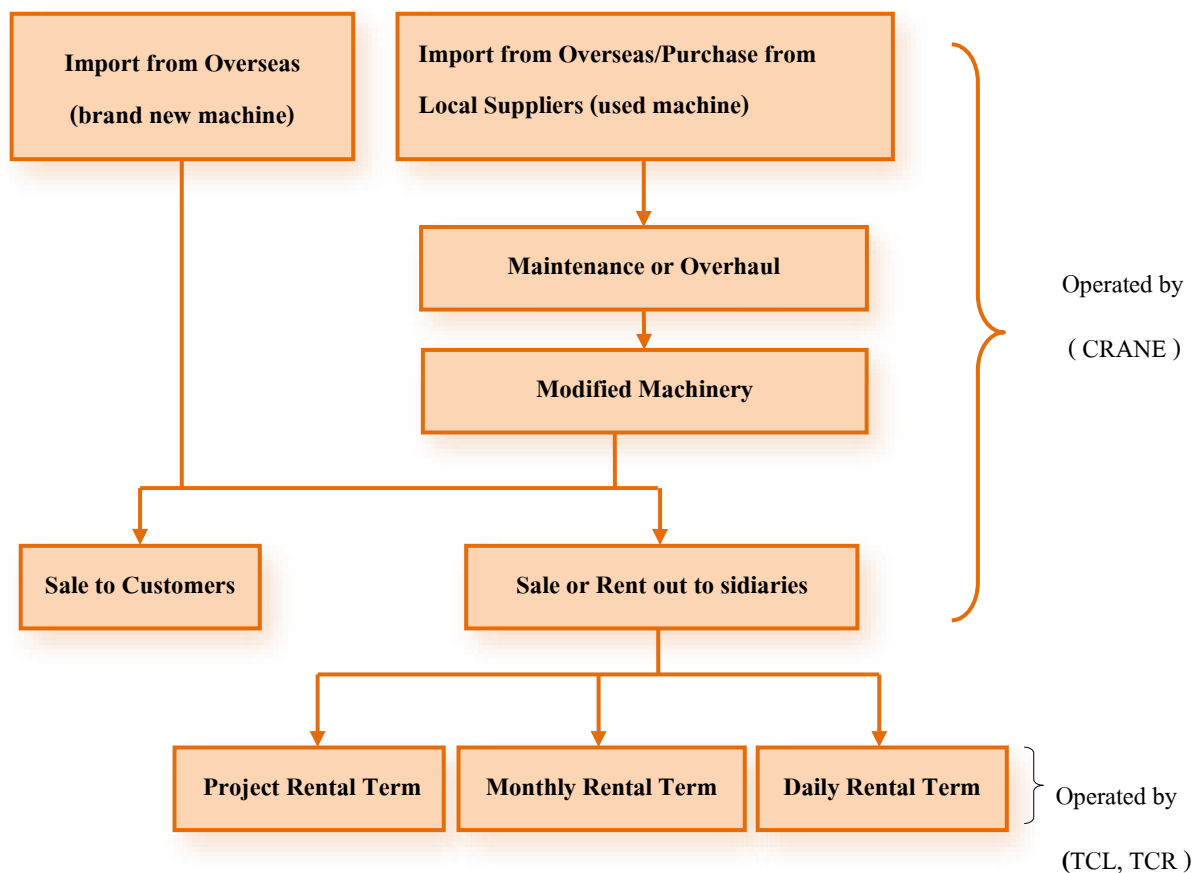 Import from Overseas
(brand new machine)
Import from Overseas/Purchase from
Local Suppliers (used machine)
Maintenance or Overhaul
Modified Machinery
Operated by
( CRANE )
Sale to Customers
Sale or Rent out to sidiaries
Project Rental Term
Monthly Rental Term
Daily Rental Term
Operated by
(TCL, TCR )